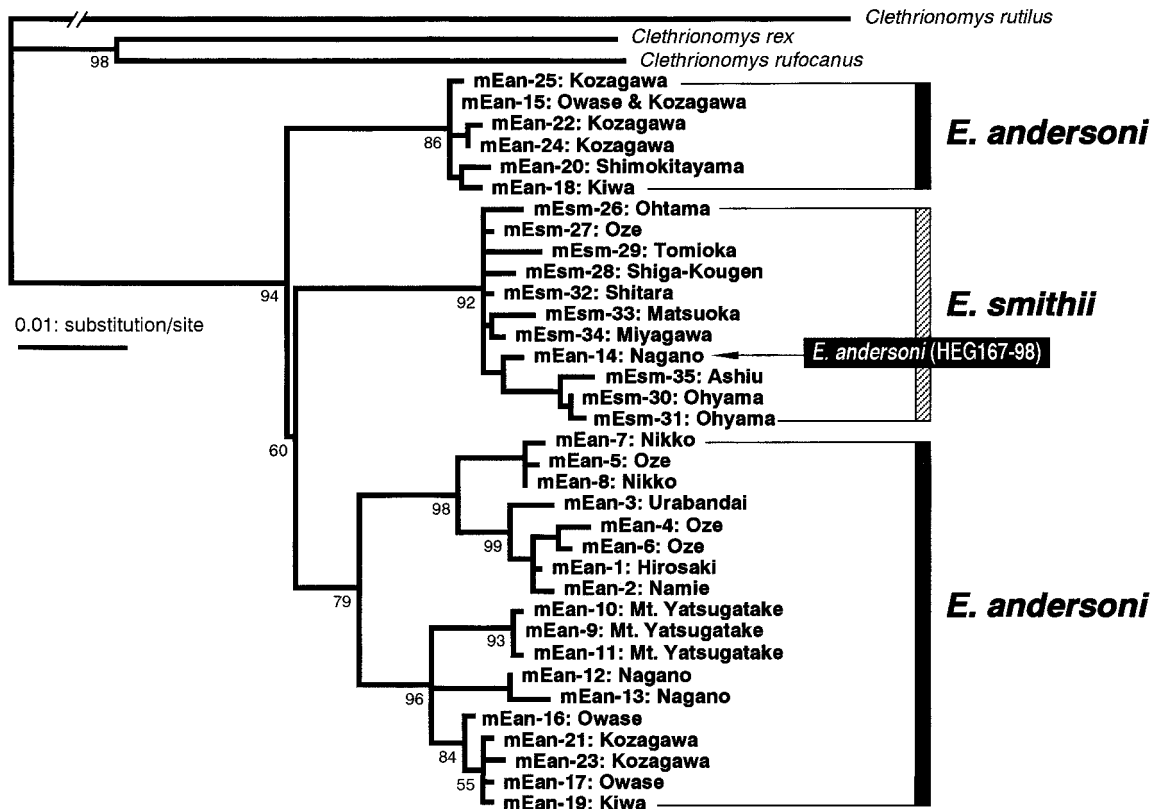 Clethrionomys rutilus
Clethrionomys rex
98
Clethrionomys rufocanus
mEan-25: Kozagawa
mEan-15: Owase & Kozagawa
mEan-22: Kozagawa
86
mEan-24: Kozagawa
E. andersoni
mEan-20: Shimokitayama
mEan-18: Kiwa
mEsm-26: Ohtama
mEsm-27: Oze
mEsm-29: Tomioka
mEsm-28: Shiga-Kougen
94
92
mEsm-32: Shitara
E. smithii
0.01: substitution/site
mEsm-33: Matsuoka
mEsm-34: Miyagawa
mEan-14: Nagano
E. andersoni (HEG167-98)
mEsm-35: Ashiu
mEsm-30: Ohyama
mEsm-31: Ohyama
60
mEan-7: Nikko
mEan-5: Oze
mEan-8: Nikko
98
mEan-3: Urabandai
mEan-4: Oze
99
mEan-6: Oze
mEan-1: Hirosaki
mEan-2: Namie
79
mEan-10: Mt. Yatsugatake
E. andersoni
mEan-9: Mt. Yatsugatake
93
mEan-11: Mt. Yatsugatake
mEan-12: Nagano
96
mEan-13: Nagano
mEan-16: Owase
mEan-21: Kozagawa
84
mEan-23: Kozagawa
55
mEan-17: Owase
mEan-19: Kiwa